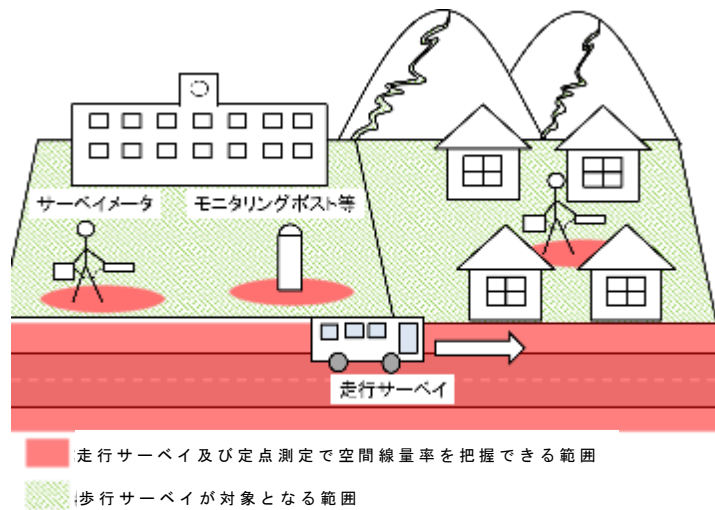 サーベイメータ
モニタリングポスト等
走行サーベイ
走行サーベイ及び定点測定で空間線量率を把握できる範囲
歩行サーベイが対象となる範囲